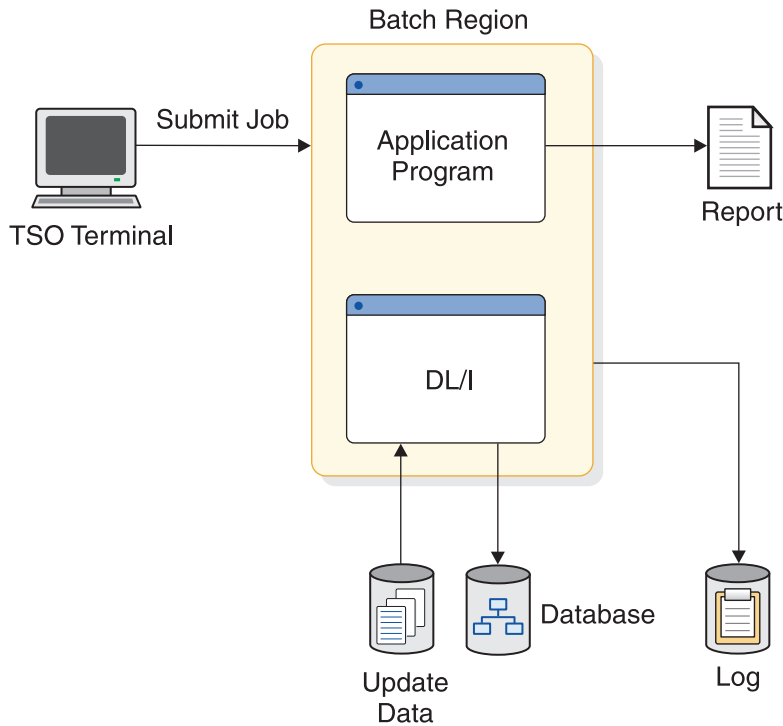 Batch Region
Submit Job
Application
Program
TSO Terminal
Report
DL/I
Database
Update
Data
Log